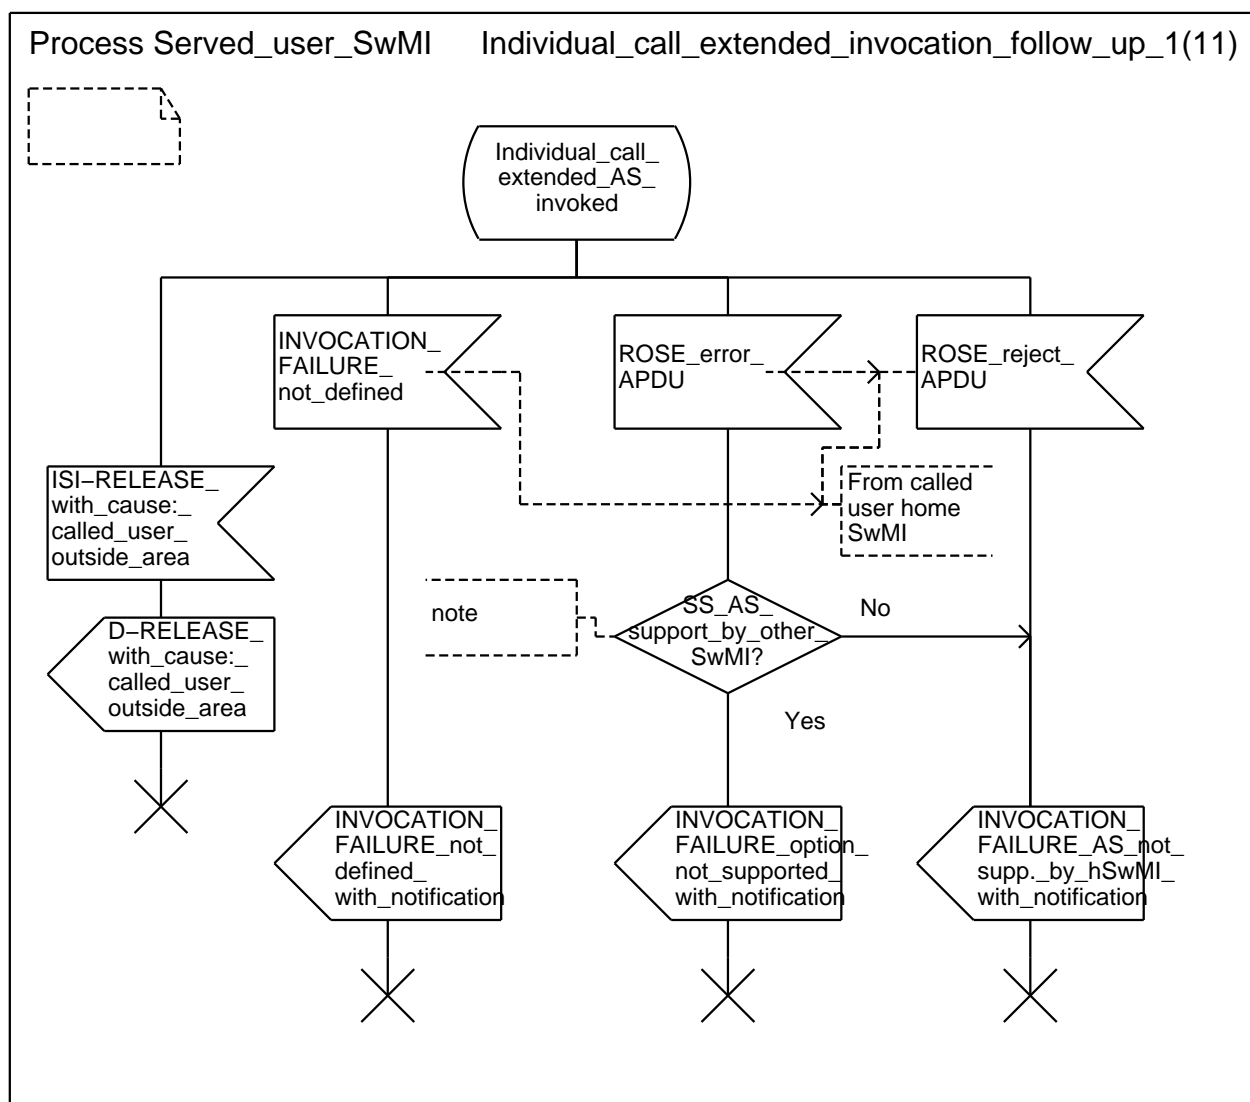 Process Served_user_SwMI Individual_call_extended_invocation_follow_up_1(11)
Individual_call_
extended_AS_
invoked
INVOCATION_
FAILURE_
not_defined
ROSE_error_
APDU
ROSE_reject_
APDU
ISI−RELEASE_
with_cause:_
called_user_
outside_area
From called
user home
SwMI
note
SS_AS_
support_by_other_
SwMI?
No
Yes
D−RELEASE_
with_cause:_
called_user_
outside_area
INVOCATION_
FAILURE_not_
defined_
with_notification
INVOCATION_
FAILURE_option_
not_supported_
with_notification
INVOCATION_
FAILURE_AS_not_
supp._by_hSwMI_
with_notification